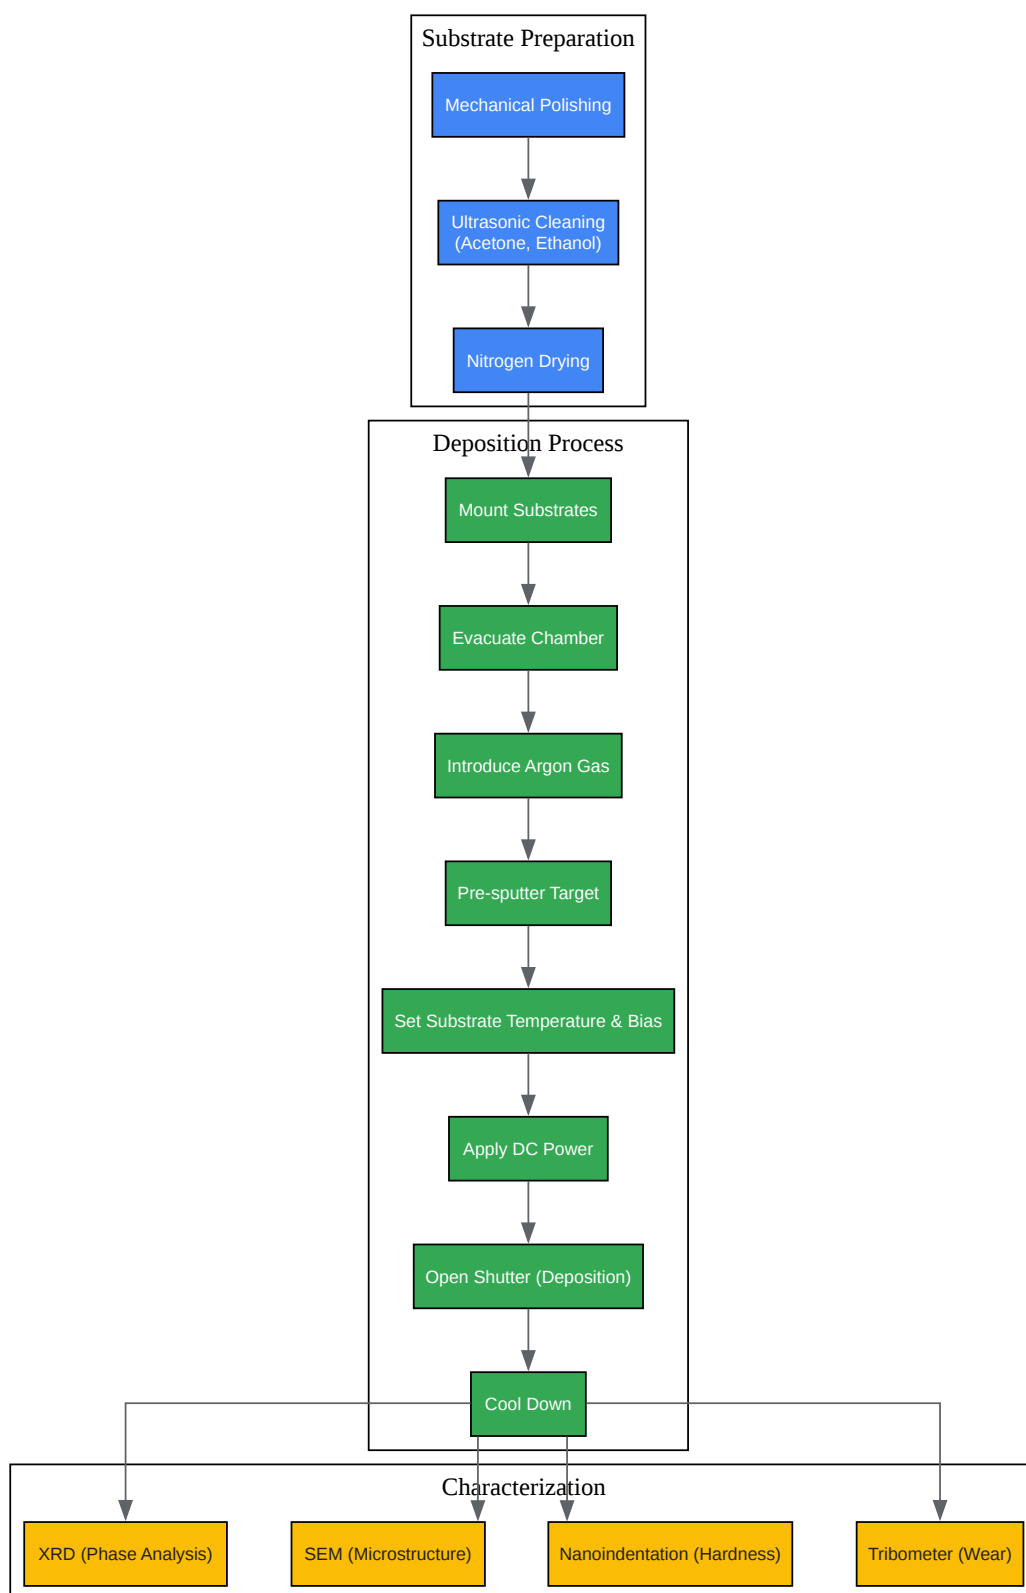 Substrate Preparation
Mechanical Polishing
Ultrasonic Cleaning
(Acetone, Ethanol)
Nitrogen Drying
Deposition Process
Mount Substrates
Evacuate Chamber
Introduce Argon Gas
Pre-sputter Target
Set Substrate Temperature & Bias
Apply DC Power
Open Shutter (Deposition)
Cool Down
Characterization
XRD (Phase Analysis)
SEM (Microstructure)
Nanoindentation (Hardness)
Tribometer (Wear)